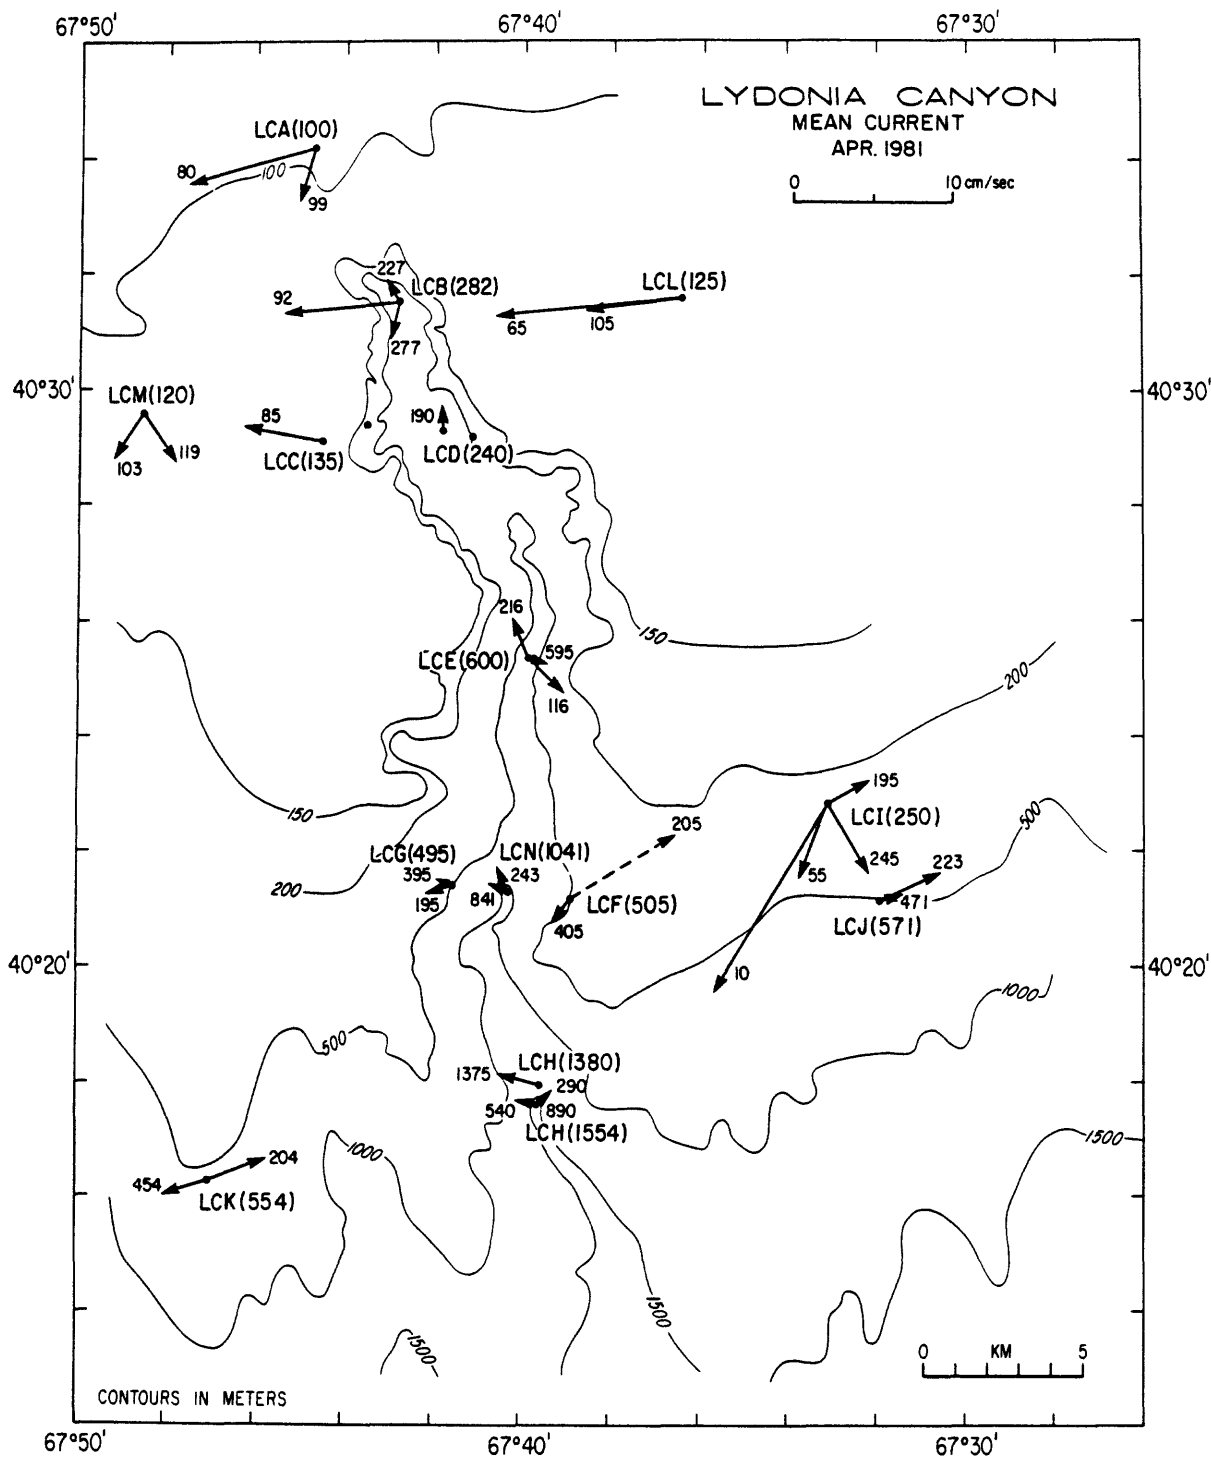 67°50' 67°40' 67°30'
LYDONIA CANYON
MEAN CURRENT
APR. 1981
0 10 cm/sec
LCA(100)
80
100
99
227
LCB(282)
92
277
LCL(125)
65
105
40°30'
40°30'
LCM(120)
103
119
85
LCC(135)
190
LCD(240)
216
LCE(600)
595
116
150
200
150
195
LCI(250)
55
245
500
205
LCG(495)
395
195
LCN(1041)
243
841
200
LCF(505)
405
223
471
LCJ(571)
10
40°20'
40°20'
1000
500
LCH(1380)
1375
290
540
890
LCH(1554)
1000
1500
204
454
LCK(554)
1500
1500
0 KM 5
CONTOURS IN METERS
67°50' 67°40' 67°30'